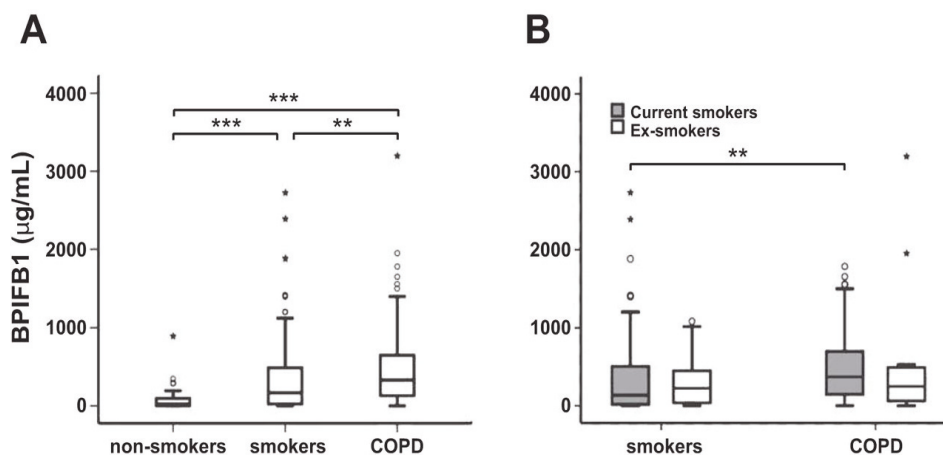 A
BPIFB1 (µg/mL)
4000
3000
2000
1000
0
***
***
**
non-smokers
smokers
COPD
B
4000
3000
2000
1000
0
Current smokers
Ex-smokers
**
smokers
COPD